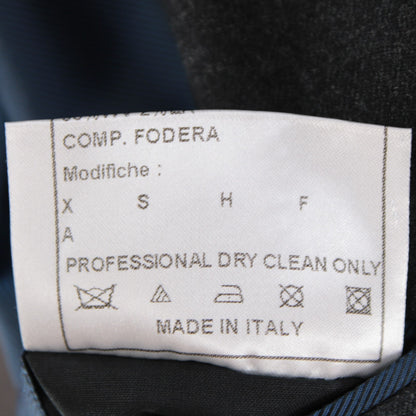 COMP. FODERA
Modifiche :
X S H F
A
PROFESSIONAL DRY CLEAN ONLY
MADE IN ITALY